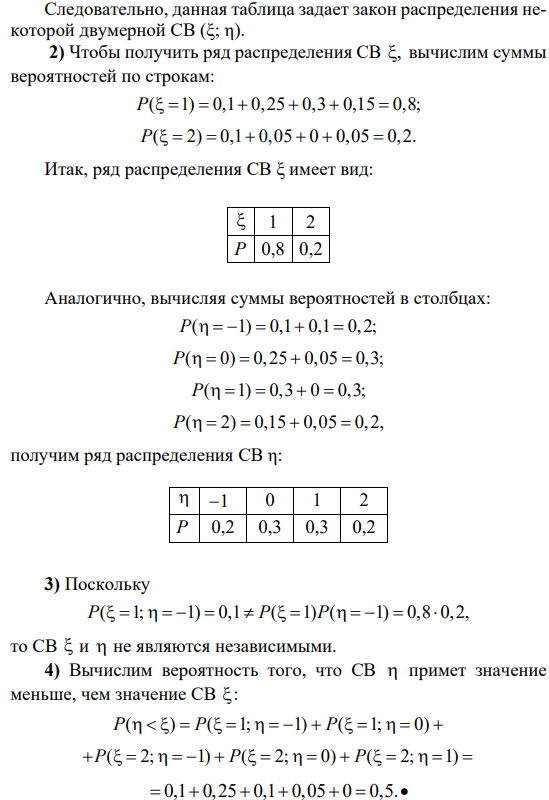 Следовательно, данная таблица задает закон распределения не-
которой двумерной СВ (ξ; η).
2) Чтобы получить ряд распределения СВ ξ, вычислим суммы
вероятностей по строкам:
P(ξ = 1) = 0,1 + 0,25 + 0,3 + 0,15 = 0,8;
P(ξ = 2) = 0,1 + 0,05 + 0 + 0,05 = 0,2.
Итак, ряд распределения СВ ξ имеет вид:
ξ 1 2
P 0,8 0,2
Аналогично, вычисляя суммы вероятностей в столбцах:
P(η = −1) = 0,1 + 0,1 = 0,2;
P(η = 0) = 0,25 + 0,05 = 0,3;
P(η = 1) = 0,3 + 0 = 0,3;
P(η = 2) = 0,15 + 0,05 = 0,2,
получим ряд распределения СВ η:
η −1 0 1 2
P 0,2 0,3 0,3 0,2
3) Поскольку
P(ξ = 1; η = −1) = 0,1 ≠ P(ξ = 1)P(η = −1) = 0,8 · 0,2,
то СВ ξ и η не являются независимыми.
4) Вычислим вероятность того, что СВ η примет значение
меньше, чем значение СВ ξ:
P(η < ξ) = P(ξ = 1; η = −1) + P(ξ = 1; η = 0) +
+P(ξ = 2; η = −1) + P(ξ = 2; η = 0) + P(ξ = 2; η = 1) =
= 0,1 + 0,25 + 0,1 + 0,05 + 0 = 0,5.•